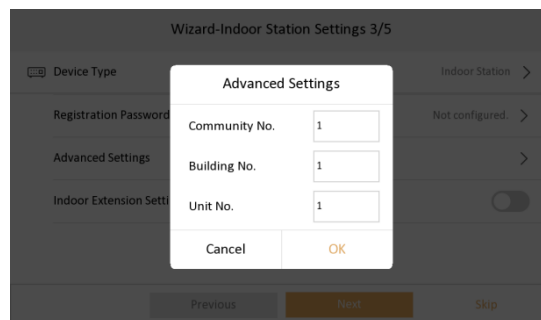 Wizard-Indoor Station Settings 3/5
Device Type Indoor Station >
Advanced Settings
Registration Password Not configured. >
Community No. 1
Advanced Settings >
Building No. 1
Indoor Extension Setti
Unit No. 1
Cancel OK
Previous Next Skip